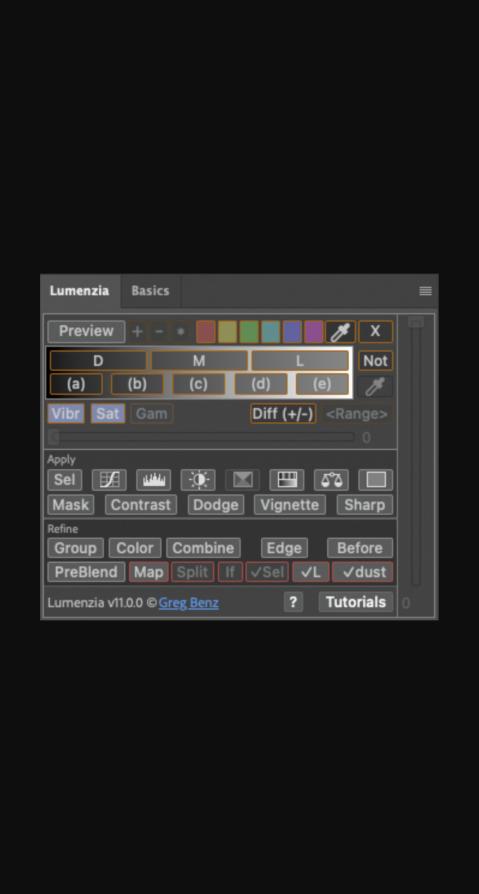 Lumenzia Basics
Preview + - * X
D M L Not
(a) (b) (c) (d) (e)
Vibr Sat Gam Diff (+/-) <Range>
0
Apply
Sel
Mask Contrast Dodge Vignette Sharp
Refine
Group Color Combine Edge Before
PreBlend Map Split If ✓Sel ✓L ✓dust
Lumenzia v11.0.0 © Greg Benz ? Tutorials 0